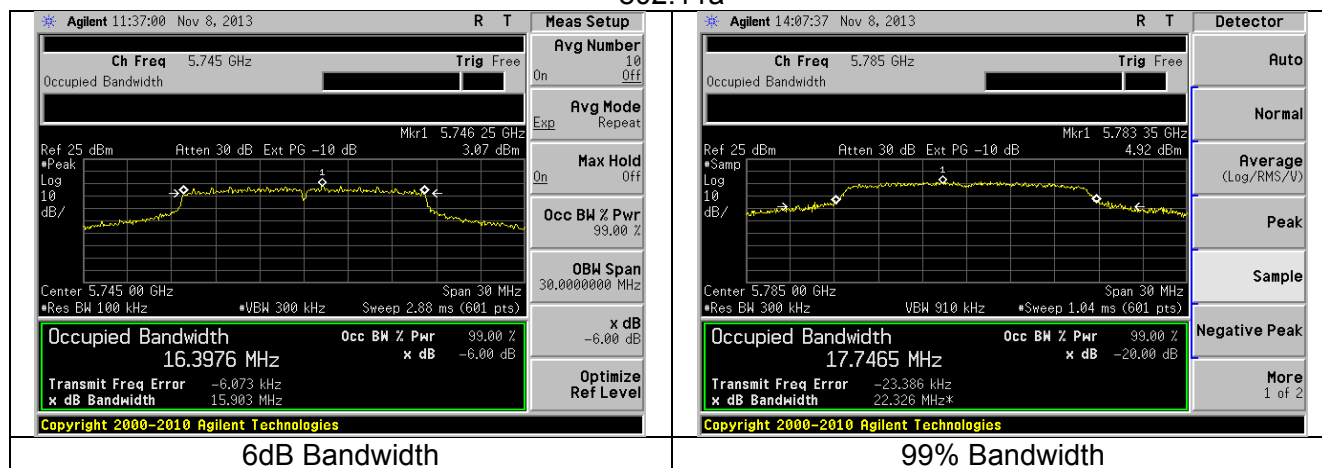 802.11a
Agilent 11:37:00 Nov 8, 2013 R T
Meas Setup
Ch Freq 5.745 GHz Trig Free
Occupied Bandwidth
Avg Number
10
On Off
Avg Mode
Exp Repeat
Mkr1 5.746 25 GHz
Ref 25 dBm Atten 30 dB Ext PG -10 dB 3.07 dBm
#Peak
Log
10
dB/
1
Max Hold
On Off
Occ BW % Pwr
99.00 %
OBW Span
30.0000000 MHz
Center 5.745 00 GHz Span 30 MHz
#Res BW 100 kHz #VBW 300 kHz Sweep 2.88 ms (601 pts)
x dB
-6.00 dB
Occupied Bandwidth Occ BW % Pwr 99.00 %
16.3976 MHz x dB -6.00 dB
Transmit Freq Error -6.073 kHz
x dB Bandwidth 15.903 MHz
Optimize
Ref Level
Copyright 2000-2010 Agilent Technologies
6dB Bandwidth
Agilent 14:07:37 Nov 8, 2013 R T
Detector
Ch Freq 5.785 GHz Trig Free
Occupied Bandwidth
Auto
Normal
Mkr1 5.783 35 GHz
Ref 25 dBm Atten 30 dB Ext PG -10 dB 4.92 dBm
#Samp
Log
10
dB/
1
Average
(Log/RMS/V)
Peak
Sample
Center 5.785 00 GHz Span 30 MHz
#Res BW 300 kHz VBW 910 kHz #Sweep 1.04 ms (601 pts)
Negative Peak
Occupied Bandwidth Occ BW % Pwr 99.00 %
17.7465 MHz x dB -20.00 dB
Transmit Freq Error -23.386 kHz
x dB Bandwidth 22.326 MHz*
More
1 of 2
Copyright 2000-2010 Agilent Technologies
99% Bandwidth